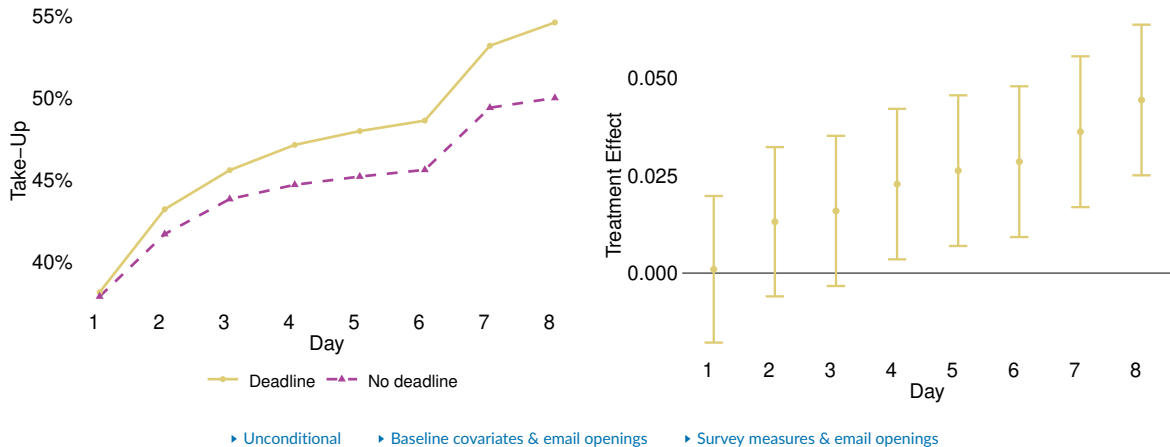 55%
50%
45%
40%
Take–Up
1 2 3 4 5 6 7 8
Day
Deadline No deadline
0.050
0.025
0.000
Treatment Effect
1 2 3 4 5 6 7 8
Day
Unconditional Baseline covariates & email openings Survey measures & email openings